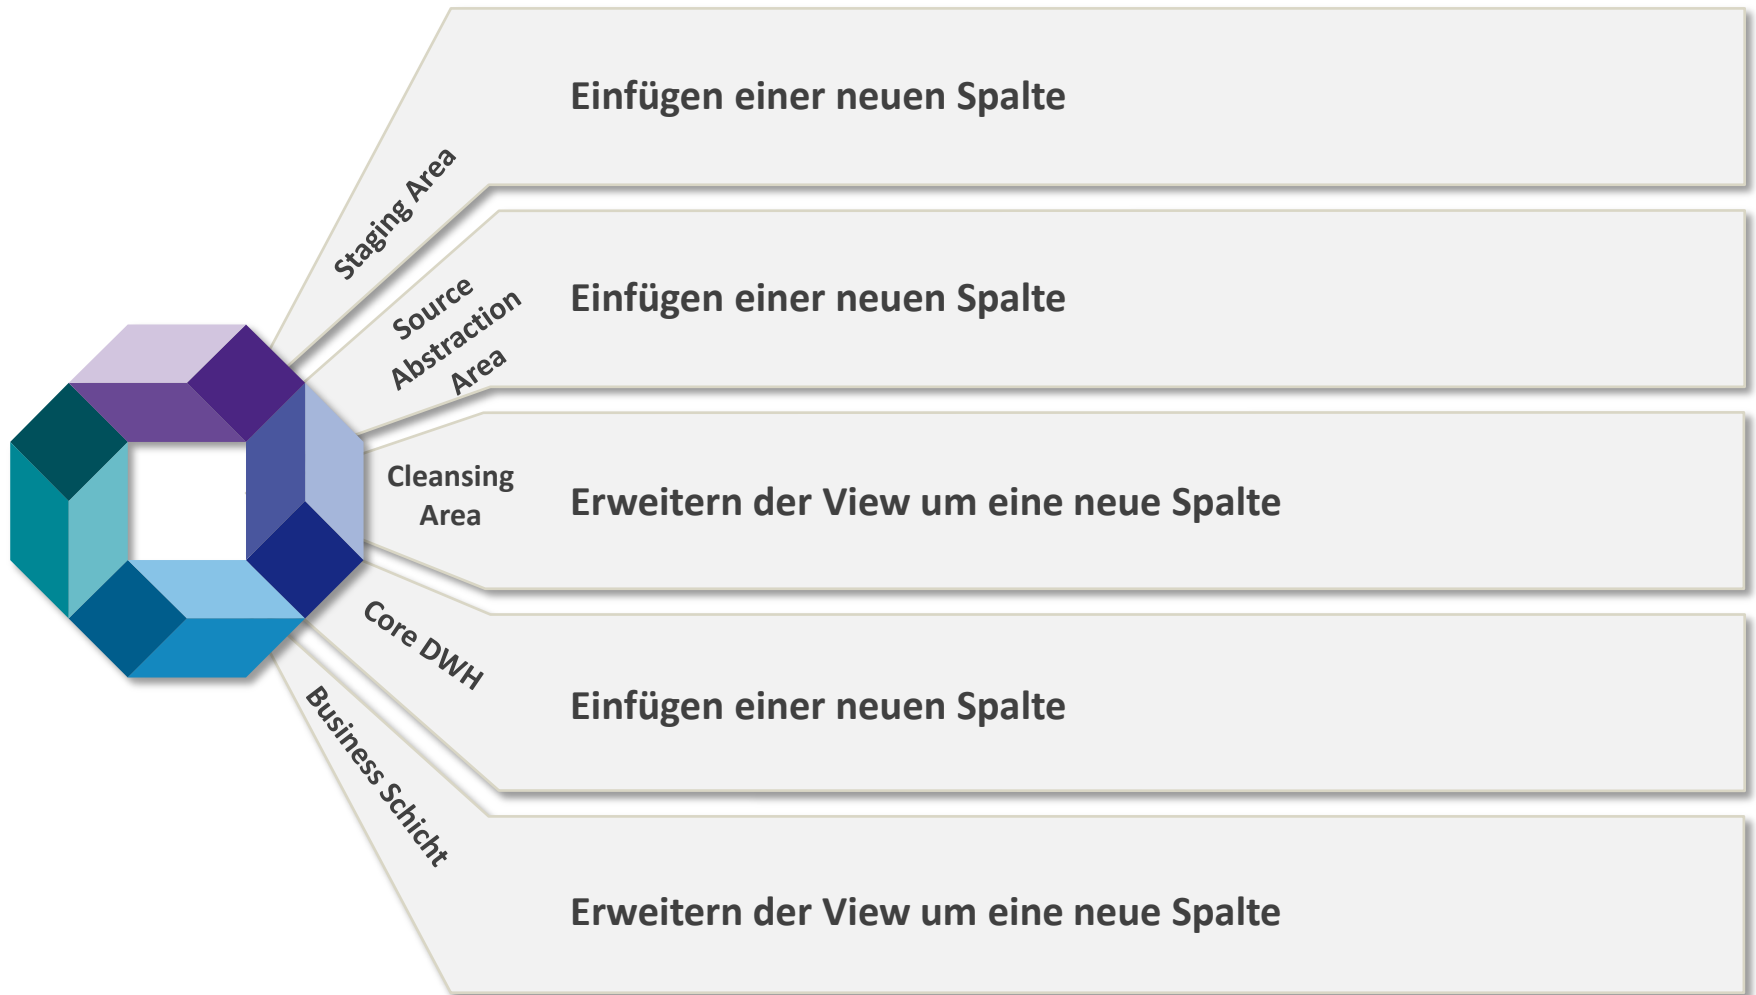 Staging Area
Einfügen einer neuen Spalte
Source
Abstraction
Area
Einfügen einer neuen Spalte
Cleansing
Area
Erweitern der View um eine neue Spalte
Core DWH
Einfügen einer neuen Spalte
Business Schicht
Erweitern der View um eine neue Spalte